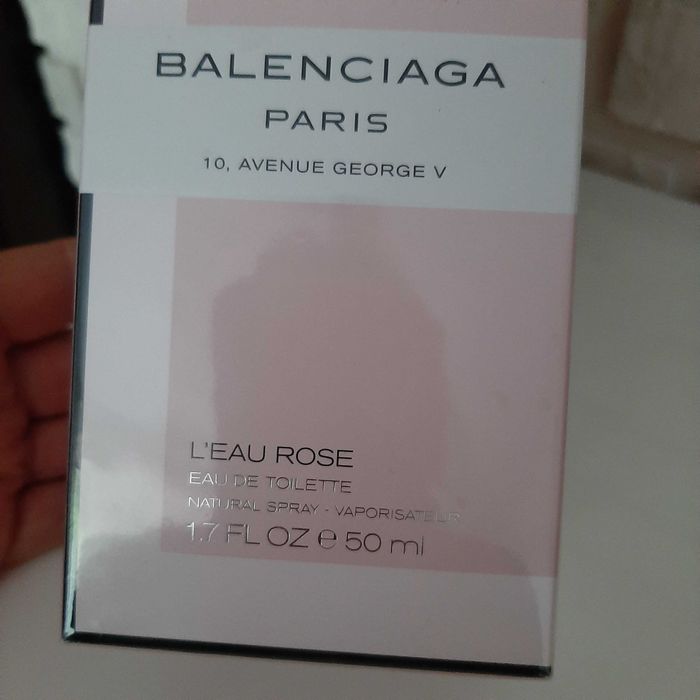 BALENCIAGA
PARIS
10, AVENUE GEORGE V
L'EAU ROSE
EAU DE TOILETTE
NATURAL SPRAY - VAPORISATEUR
1.7 FL OZ ℮ 50 ml